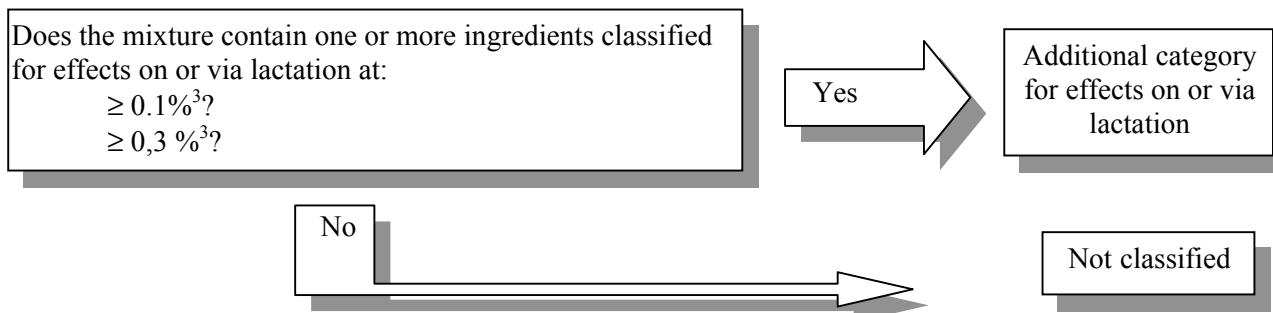 Does the mixture contain one or more ingredients classified
for effects on or via lactation at:
≥ 0.1%³?
≥ 0,3 %³?
Yes
Additional category
for effects on or via
lactation
No
Not classified